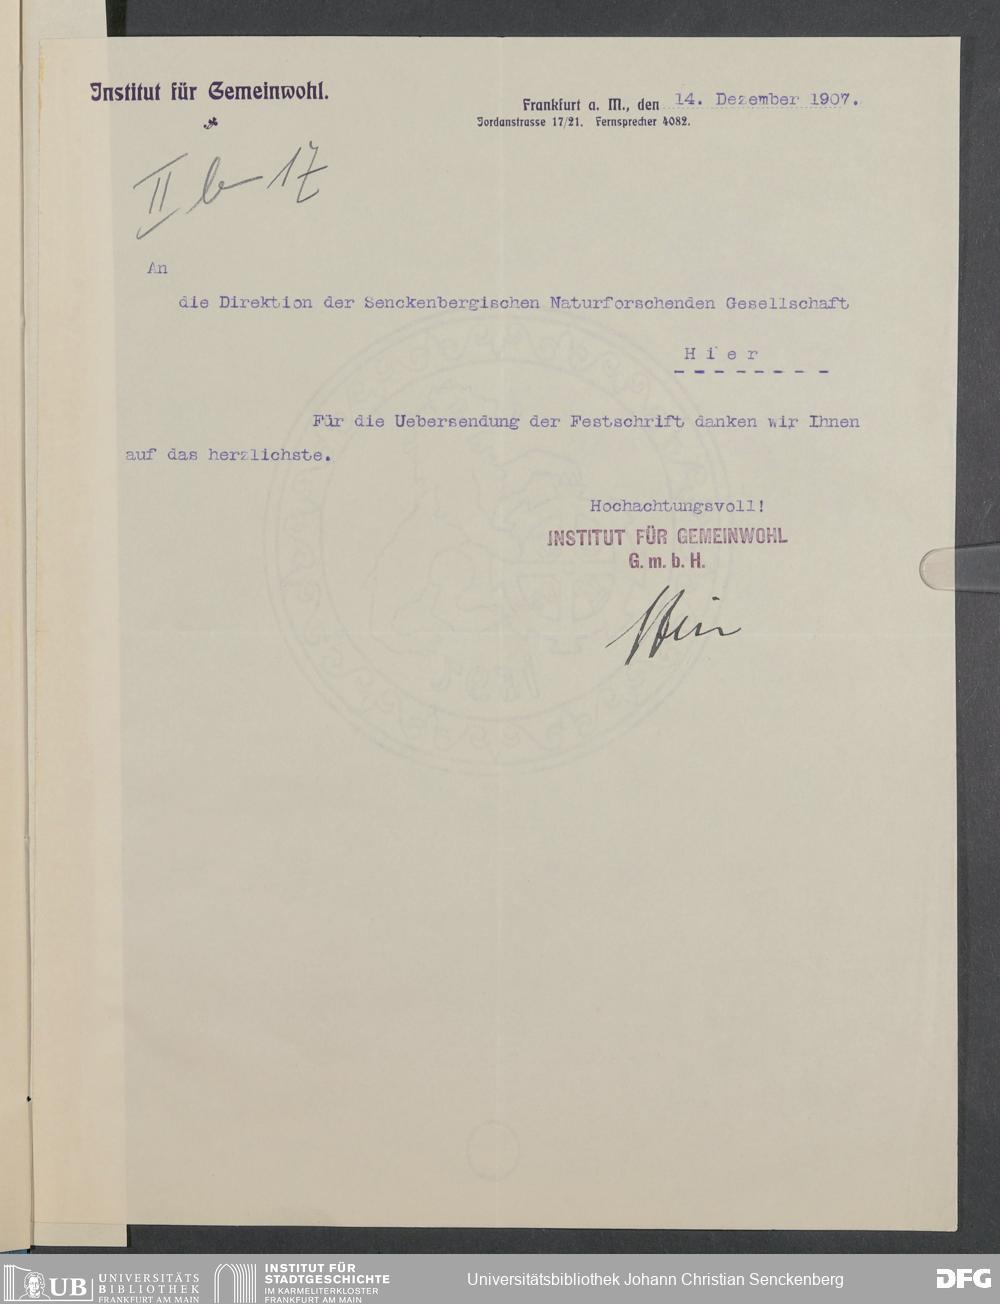 Institut für Gemeinwohl.
Frankfurt a. M., den 14. Dezember 1907.
Jordanstrasse 17/21. Fernsprecher 4082.
II b 17
An
die Direktion der Senckenbergischen Naturforschenden Gesellschaft
H i e r
Für die Uebersendung der Festschrift danken wir Ihnen
auf das herzlichste.
Hochachtungsvoll!
INSTITUT FÜR GEMEINWOHL
G. m. b. H.
UB UNIVERSITÄTS
BIBLIOTHEK
FRANKFURT AM MAIN
INSTITUT FÜR
STADTGESCHICHTE
IM KARMELITERKLOSTER
FRANKFURT AM MAIN
Universitätsbibliothek Johann Christian Senckenberg
DFG